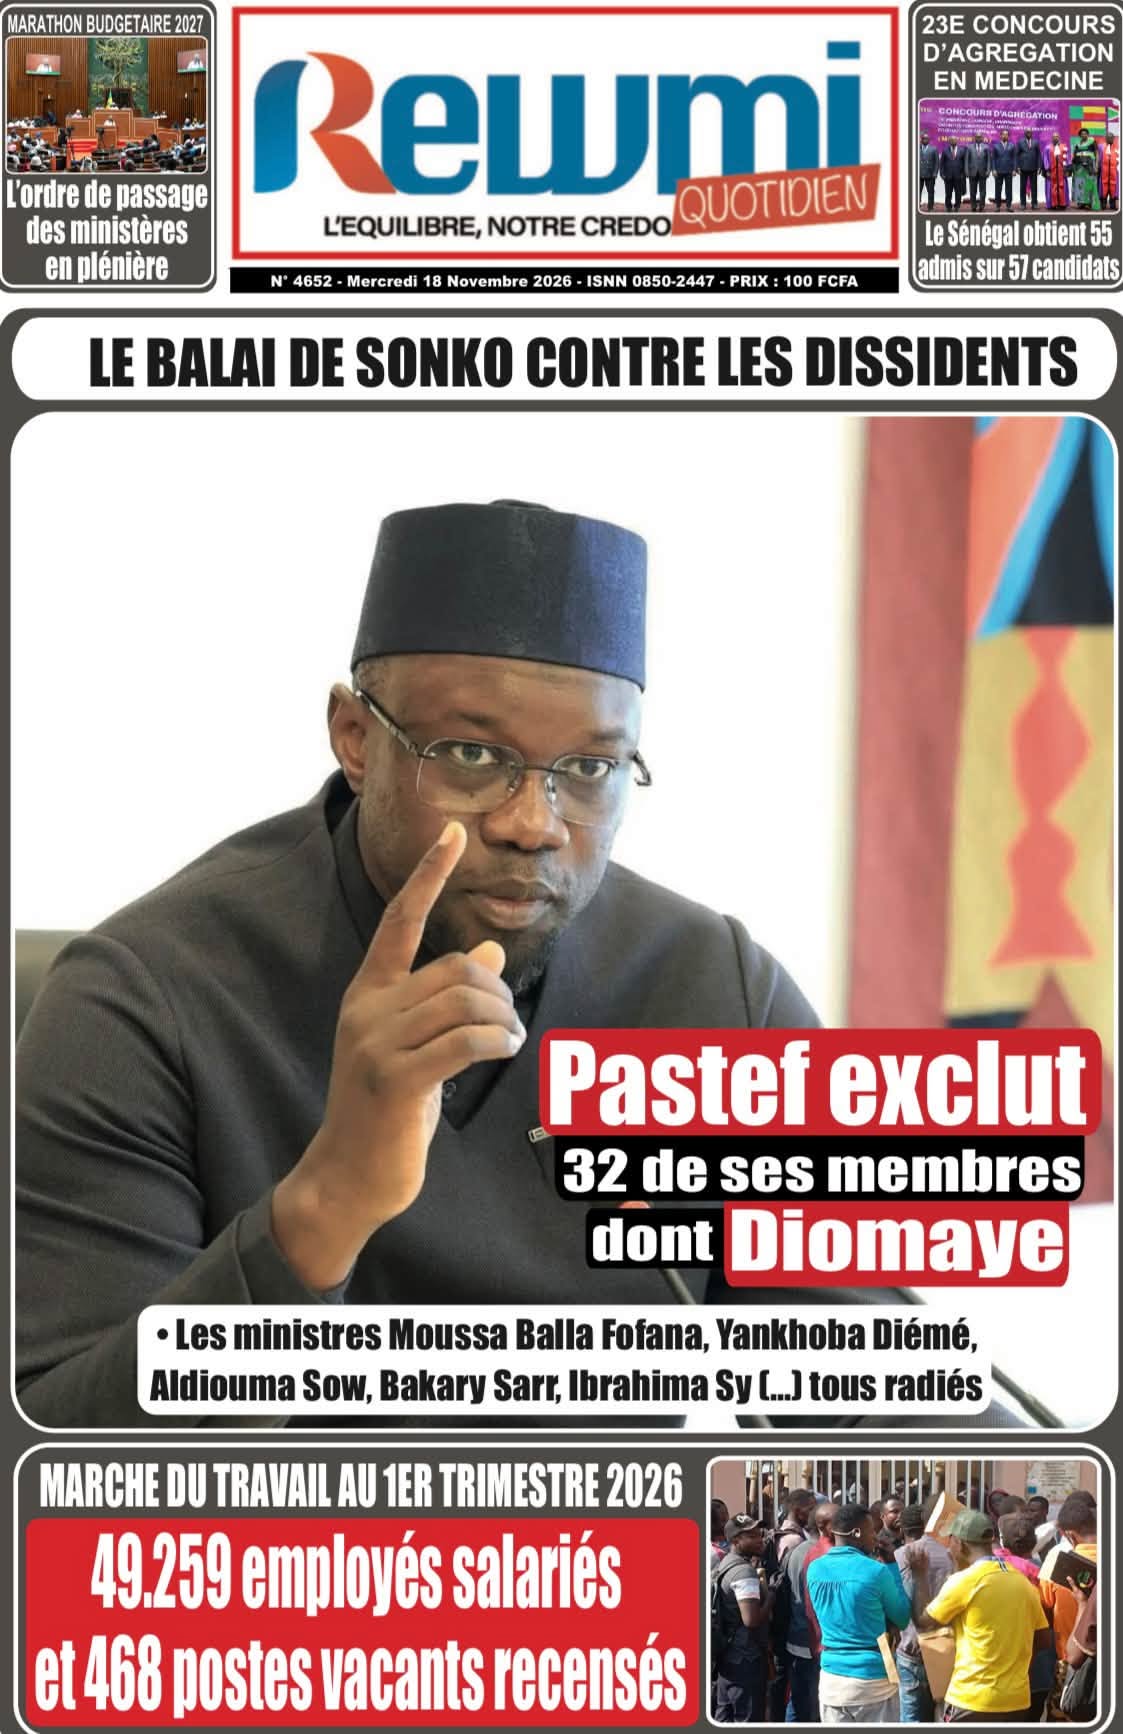 MARATHON BUDGETAIRE 2027
L'ordre de passage
des ministères
en plénière
Rewmi
QUOTIDIEN
L'EQUILIBRE, NOTRE CREDO
N° 4652 - Mercredi 18 Novembre 2026 - ISNN 0850-2447 - PRIX : 100 FCFA
23E CONCOURS
D'AGREGATION
EN MEDECINE
CONCOURS D'AGRÉGATION
Le Sénégal obtient 55
admis sur 57 candidats
LE BALAI DE SONKO CONTRE LES DISSIDENTS
Pastef exclut
32 de ses membres
dont Diomaye
• Les ministres Moussa Balla Fofana, Yankhoba Diémé,
Aldiouma Sow, Bakary Sarr, Ibrahima Sy (...) tous radiés
MARCHE DU TRAVAIL AU 1ER TRIMESTRE 2026
49.259 employés salariés
et 468 postes vacants recensés